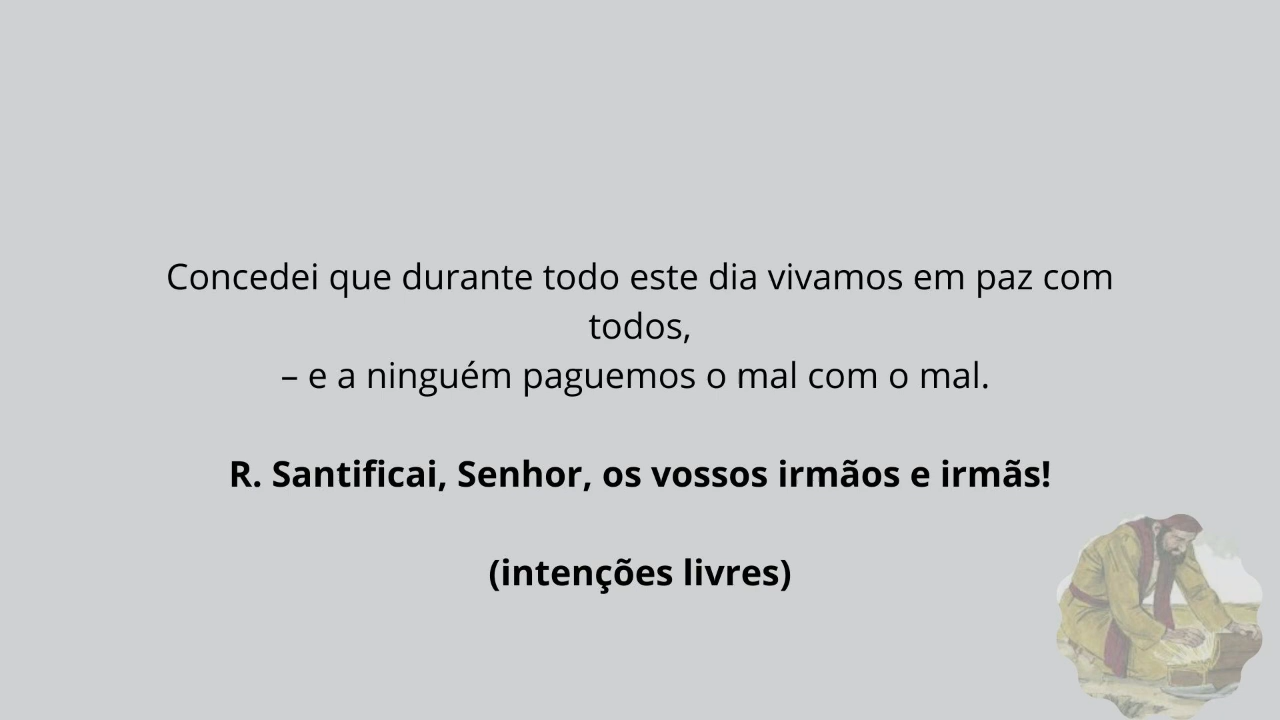 Concedei que durante todo este dia vivamos em paz com
todos,
– e a ninguém paguemos o mal com o mal.
R. Santificai, Senhor, os vossos irmãos e irmãs!
(intenções livres)